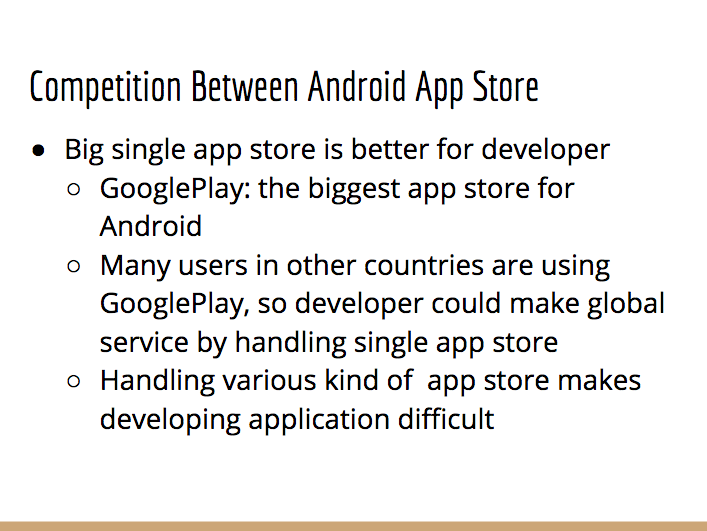 Competition Between Android App Store
● Big single app store is better for developer
○ GooglePlay: the biggest app store for
Android
○ Many users in other countries are using
GooglePlay, so developer could make global
service by handling single app store
○ Handling various kind of  app store makes
developing application difficult